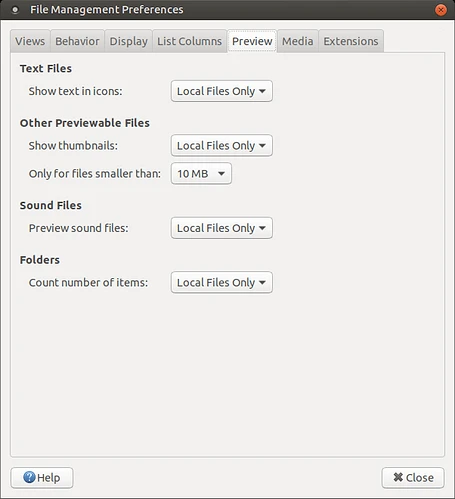 File Management Preferences
Views Behavior Display List Columns Preview Media Extensions
Text Files
Show text in icons: Local Files Only
Other Previewable Files
Show thumbnails: Local Files Only
Only for files smaller than: 10 MB
Sound Files
Preview sound files: Local Files Only
Folders
Count number of items: Local Files Only
Help Close